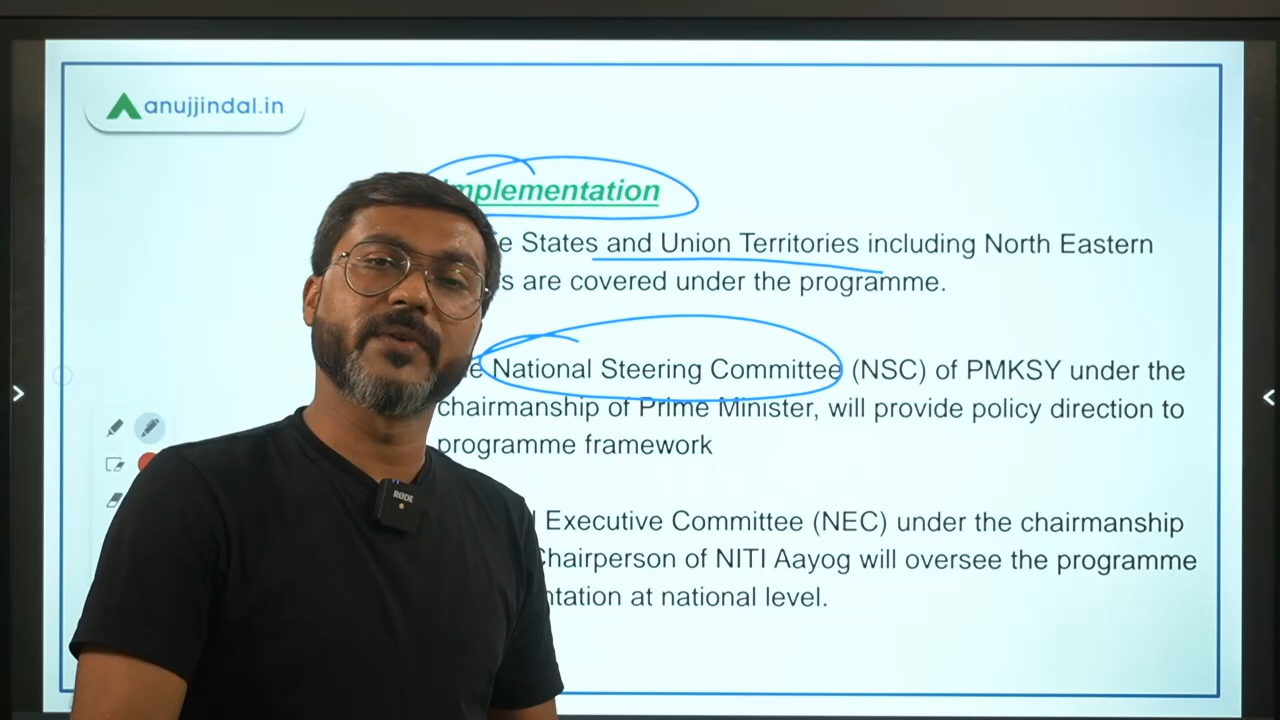 anujjindal.in
Implementation
States and Union Territories including North Eastern
are covered under the programme.
National Steering Committee (NSC) of PMKSY under the
chairmanship of Prime Minister, will provide policy direction to
programme framework
Executive Committee (NEC) under the chairmanship
Chairperson of NITI Aayog will oversee the programme
at national level.
RØDE